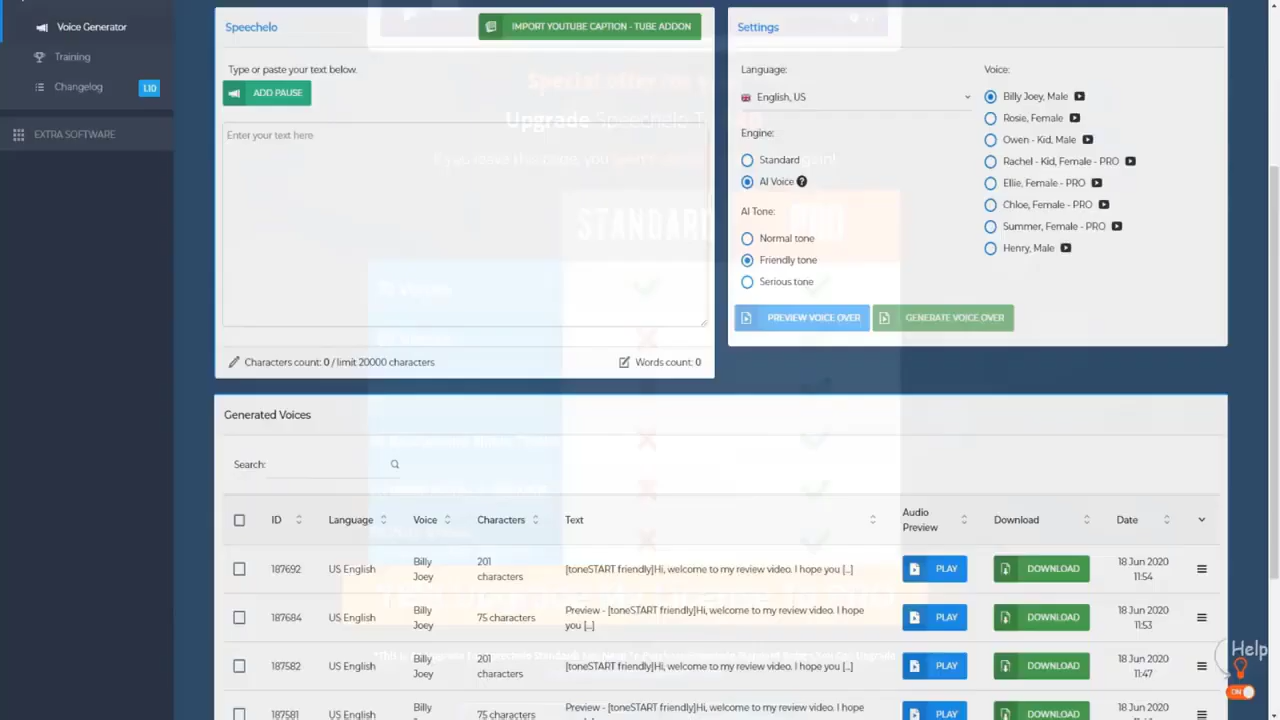 Voice Generator
Training
Changelog
1.10
EXTRA SOFTWARE
Speechelo
IMPORT YOUTUBE CAPTION - TUBE ADDON
Type or paste your text below.
ADD PAUSE
Enter your text here
Characters count: 0 / limit 20000 characters
Words count: 0
Settings
Language:
English, US
Engine:
Standard
AI Voice
AI Tone:
Normal tone
Friendly tone
Serious tone
Voice:
Billy Joey, Male
Rosie, Female
Owen - Kid, Male
Rachel - Kid, Female - PRO
Ellie, Female - PRO
Chloe, Female - PRO
Summer, Female - PRO
Henry, Male
PREVIEW VOICE OVER
GENERATE VOICE OVER
Special offer
Upgrade Speechelo
STANDARD
Generated Voices
Search:
ID Language Voice Characters Text Audio Preview Download Date
187692 US English Billy Joey 201 characters [toneSTART friendly]Hi, welcome to my review video. I hope you [...] PLAY DOWNLOAD 18 Jun 2020 11:54
187684 US English Billy Joey 75 characters Preview - [toneSTART friendly]Hi, welcome to my review video. I hope you [...] PLAY DOWNLOAD 18 Jun 2020 11:53
187582 US English Billy Joey 201 characters [toneSTART friendly]Hi, welcome to my review video. I hope you [...] PLAY DOWNLOAD 18 Jun 2020 11:47
187581 US English Billy Joey 75 characters Preview - [toneSTART friendly]Hi, welcome to my review video. I hope PLAY DOWNLOAD 18 Jun 2020
Help
ON